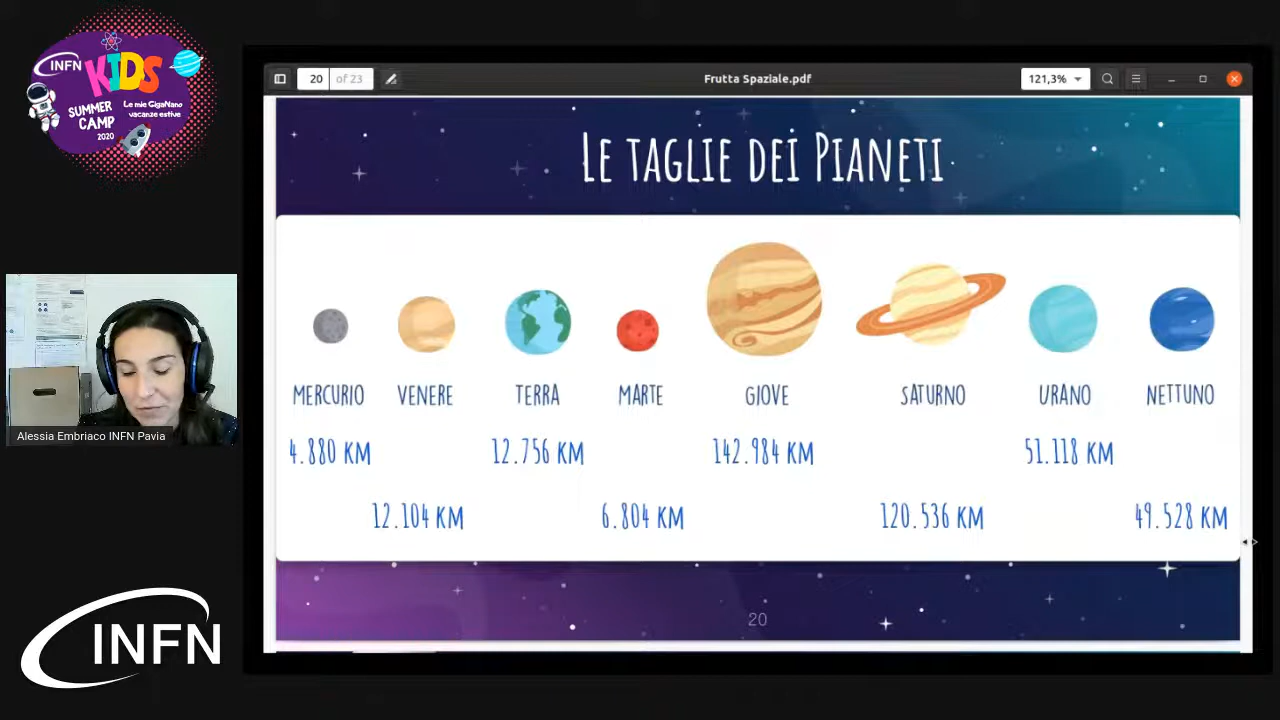 INFN
KIDS
SUMMER
CAMP
2020
Le mie GigaNano
vacanze estive
20 of 23
Frutta Spaziale.pdf
121,3%
Le taglie dei Pianeti
MERCURIO VENERE TERRA MARTE GIOVE SATURNO URANO NETTUNO
4.880 KM 12.756 KM 142.984 KM 51.118 KM
12.104 KM 6.804 KM 120.536 KM 49.528 KM
20
Alessia Embriaco INFN Pavia
INFN